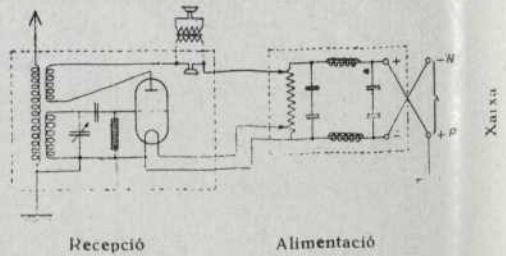 + -N
- +P
Xarxa
Recepció Alimentació